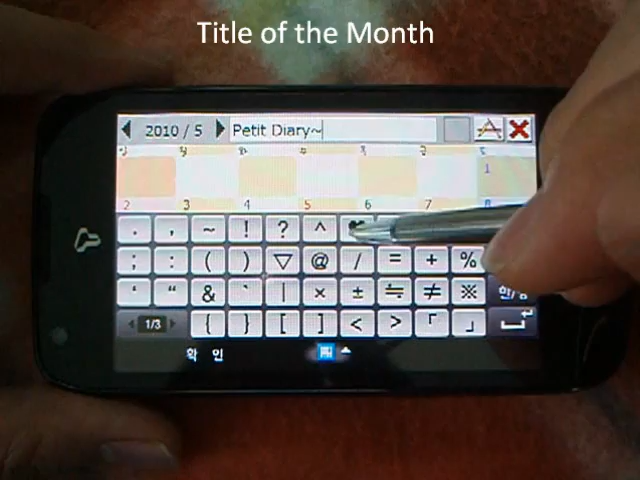 Title of the Month
2010 / 5 Petit Diary~
1
2 3 4 5 6 7 8
. , ~ ! ? ^
; : ( ) ▽ @ / = + %
‘ “ & ` | × ± ≒ ≠ ※ 한/영
1/3 { } [ ] < > 「 」
확 인